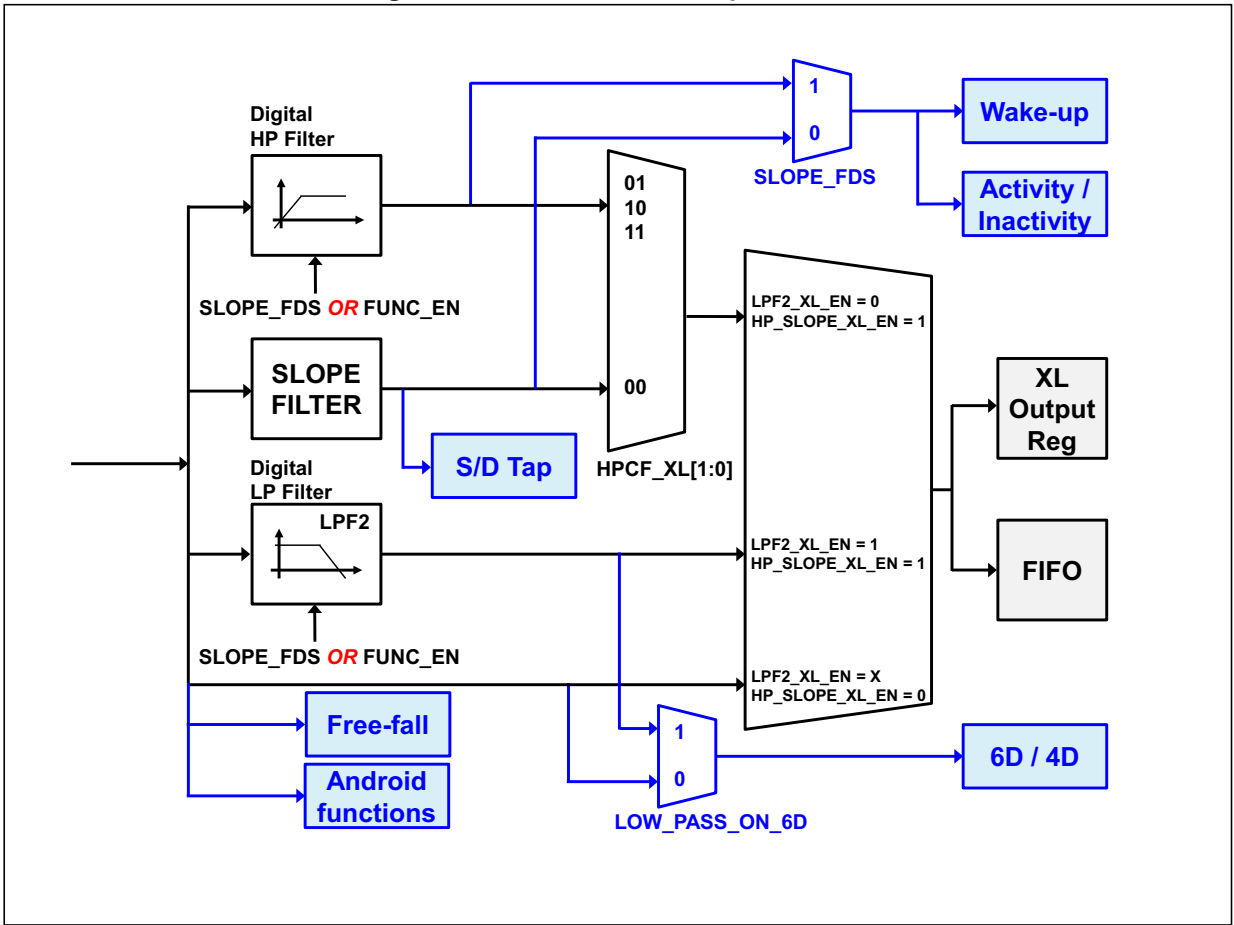 Digital
HP Filter
SLOPE_FDS OR FUNC_EN
SLOPE
FILTER
S/D Tap
Digital
LP Filter
LPF2
SLOPE_FDS OR FUNC_EN
Free-fall
Android
functions
01
10
11
00
HPCF_XL[1:0]
1
0
SLOPE_FDS
Wake-up
Activity /
Inactivity
LPF2_XL_EN = 0
HP_SLOPE_XL_EN = 1
LPF2_XL_EN = 1
HP_SLOPE_XL_EN = 1
LPF2_XL_EN = X
HP_SLOPE_XL_EN = 0
XL
Output
Reg
FIFO
1
0
LOW_PASS_ON_6D
6D / 4D